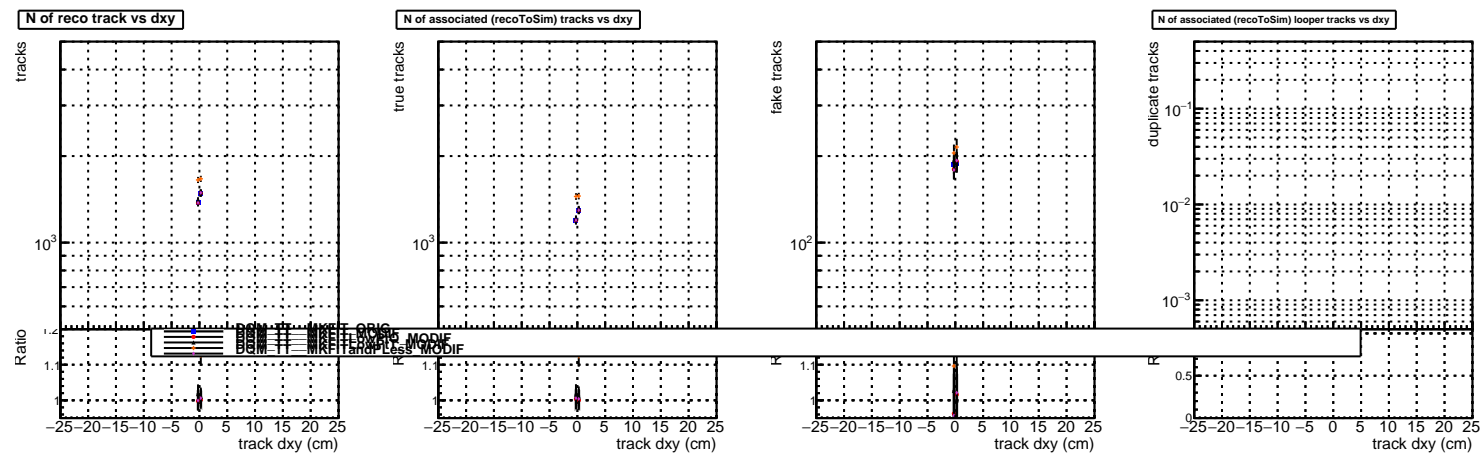 N of reco track vs dxy
tracks
10³
Ratio
1.1
1
−25−20−15−10−5 0 5 10 15 20 25
track dxy (cm)
N of associated (recoToSim) tracks vs dxy
true tracks
10³
1.1
1
−25−20−15−10−5 0 5 10 15 20 25
track dxy (cm)
fake tracks
10²
1.1
1
−25−20−15−10−5 0 5 10 15 20 25
track dxy (cm)
N of associated (recoToSim) looper tracks vs dxy
duplicate tracks
10⁻¹
10⁻²
10⁻³
0.5
0
−25−20−15−10−5 0 5 10 15 20 25
track dxy (cm)
DQM−TT−−MKFITandPLess MODIF